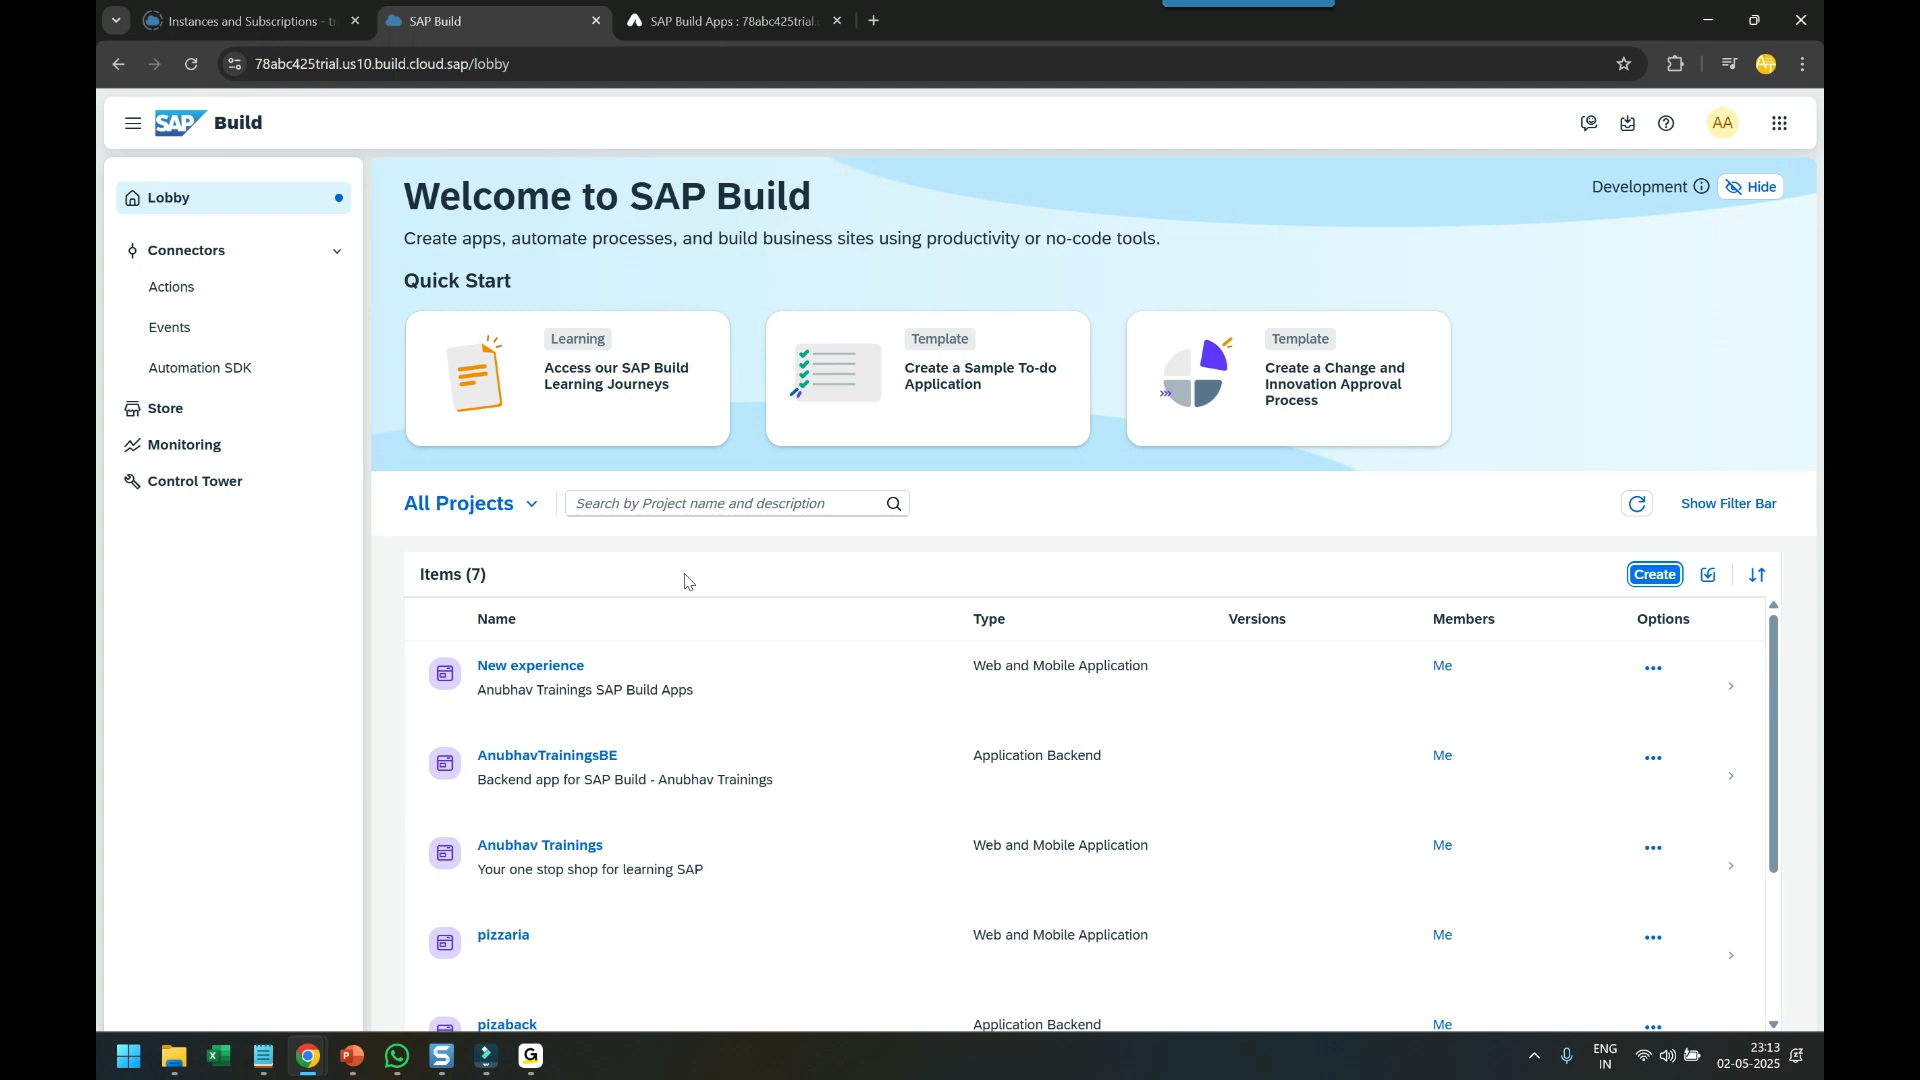 Instances and Subscriptions - tr
SAP Build
SAP Build Apps : 78abc425trial.
78abc425trial.us10.build.cloud.sap/lobby
SAP Build
AA
Lobby
Connectors
Actions
Events
Automation SDK
Store
Monitoring
Control Tower
Welcome to SAP Build
Development
Hide
Create apps, automate processes, and build business sites using productivity or no-code tools.
Quick Start
Learning
Access our SAP Build
Learning Journeys
Template
Create a Sample To-do
Application
Template
Create a Change and
Innovation Approval
Process
All Projects
Search by Project name and description
Show Filter Bar
Items (7)
Create
Name Type Versions Members Options
New experience Web and Mobile Application Me
Anubhav Trainings SAP Build Apps
AnubhavTrainingsBE Application Backend Me
Backend app for SAP Build - Anubhav Trainings
Anubhav Trainings Web and Mobile Application Me
Your one stop shop for learning SAP
pizzaria Web and Mobile Application Me
pizaback Application Backend Me
ENG
IN
23:13
02-05-2025